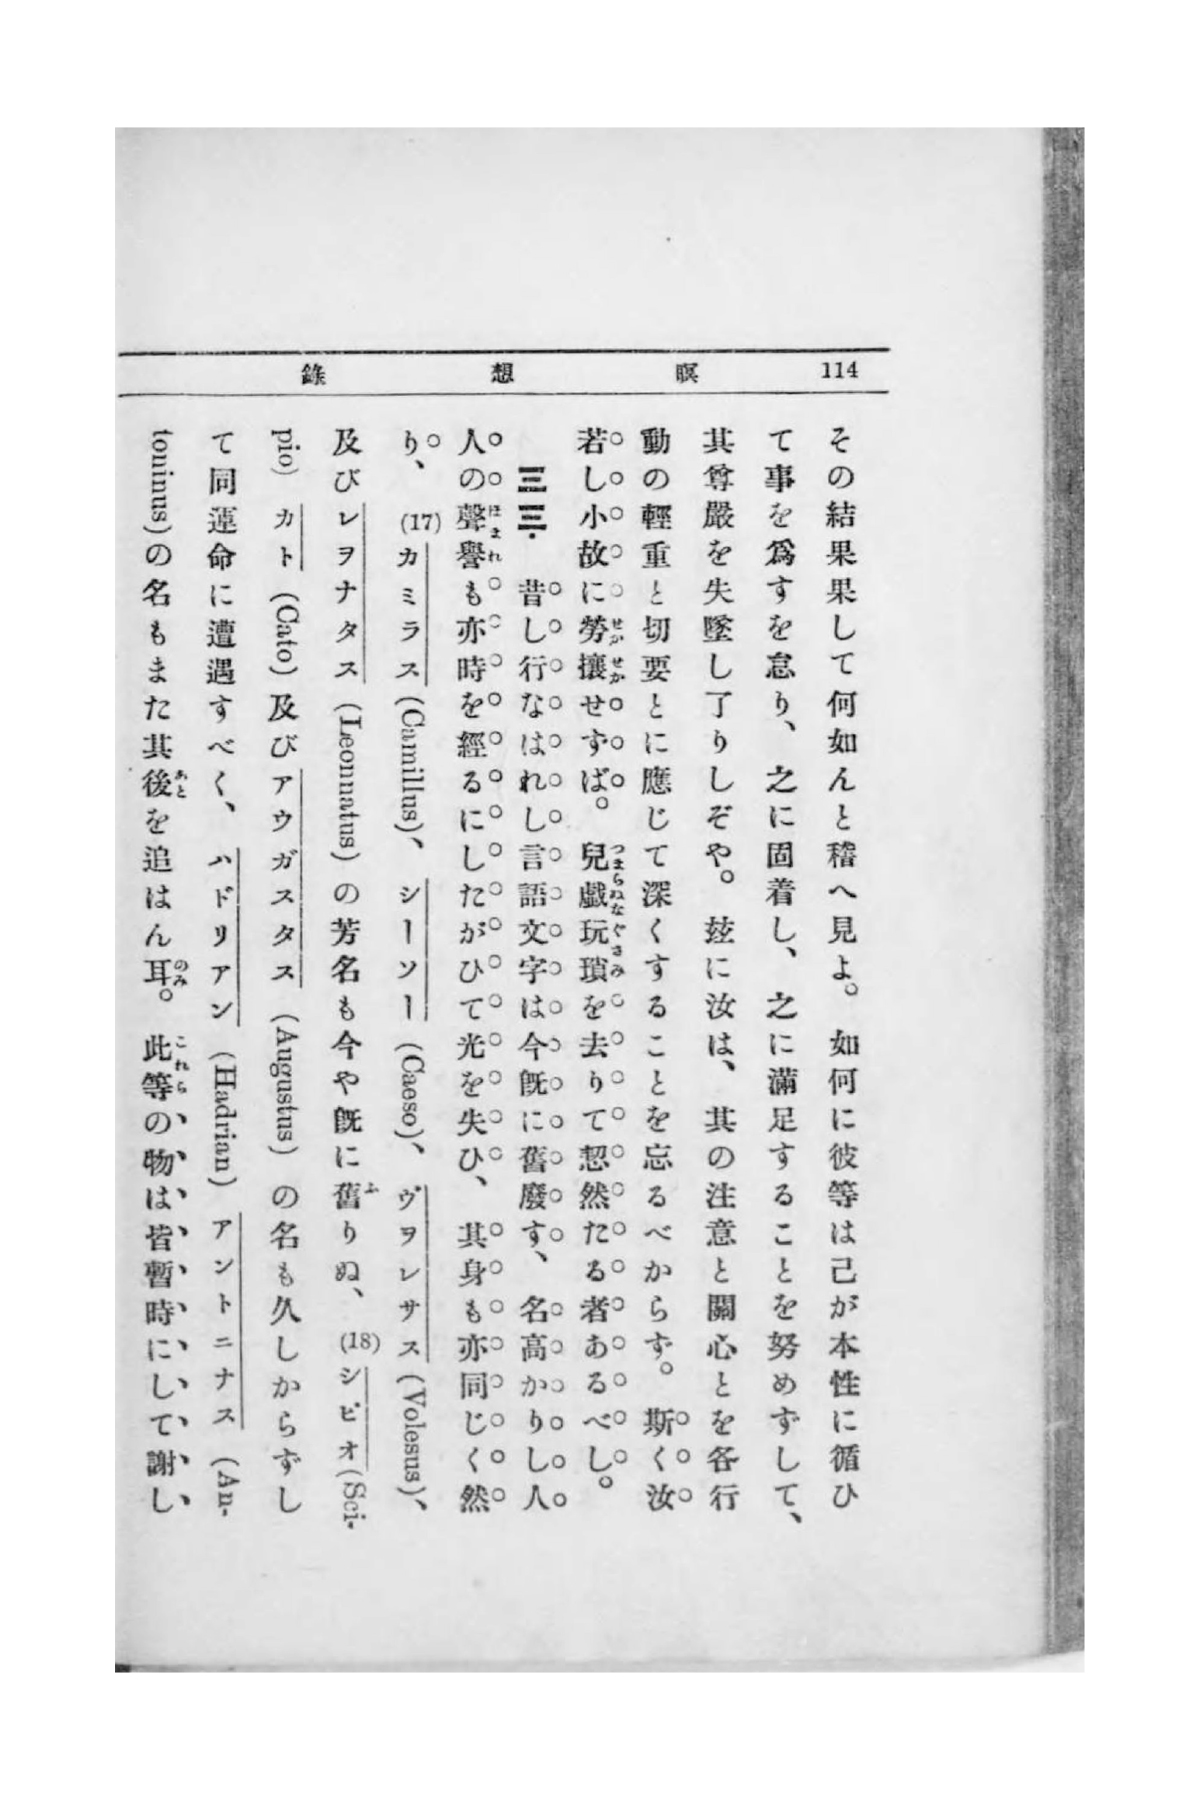 114 瞑想錄
その結果果して何如んと稽へ見よ。如何に彼等は己が本性に循ひ
て事を爲すを怠り、之に固着し、之に滿足することを努めずして、
其尊嚴を失墜し了りしぞや。玆に汝は、其の注意と關心とを各行
動の輕重と切要とに應じて深くすることを忘るべからず。斯く汝
若し小故に勞攘せずば。兒戲玩瑣を去りて恝然たる者あるべし。
三三・昔し行なはれし言語文字は今旣に舊廢す、名高かりし人
人の聲譽も亦時を經るにしたがひて光を失ひ、其身も亦同じく然
り、(17)カミラス(Camillus)、シーソー(Caeso)、ヴヲレサス(Volesus)、
及びレヲナタス(Leonnatus)の芳名も今や旣に舊りぬ、(18)シピオ(Sci-
pio)カト(Cato)及びアウガスタス(Augustus)の名も久しからずし
て同運命に遭遇すべく、ハドリアン(Hadrian)アントニナス(An-
toninus)の名もまた其後を追はん耳。此等の物は皆暫時にして謝し